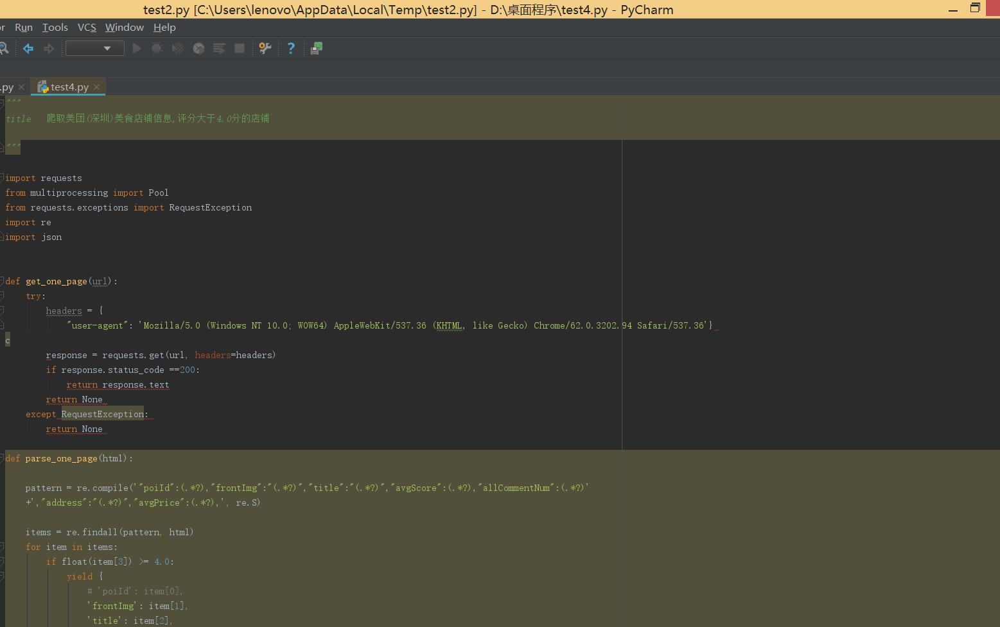 test2.py [C:\Users\lenovo\AppData\Local\Temp\test2.py] - D:\桌面程序\test4.py - PyCharm
Run Tools VCS Window Help
.py test4.py
"""
title 爬取美团(深圳)美食店铺信息,评分大于4.0分的店铺
"""
import requests
from multiprocessing import Pool
from requests.exceptions import RequestException
import re
import json
def get_one_page(url):
try:
headers = {
"user-agent": 'Mozilla/5.0 (Windows NT 10.0; WOW64) AppleWebKit/537.36 (KHTML, like Gecko) Chrome/62.0.3202.94 Safari/537.36'}
c
response = requests.get(url, headers=headers)
if response.status_code ==200:
return response.text
return None
except RequestException:
return None
def parse_one_page(html):
pattern = re.compile('"poiId":(.*?),"frontImg":"(.*?)","title":"(.*?)","avgScore":(.*?),"allCommentNum":(.*?)'
+',"address":"(.*?)","avgPrice":(.*?),', re.S)
items = re.findall(pattern, html)
for item in items:
if float(item[3]) >= 4.0:
yield {
# 'poiId': item[0],
'frontImg': item[1],
'title': item[2],